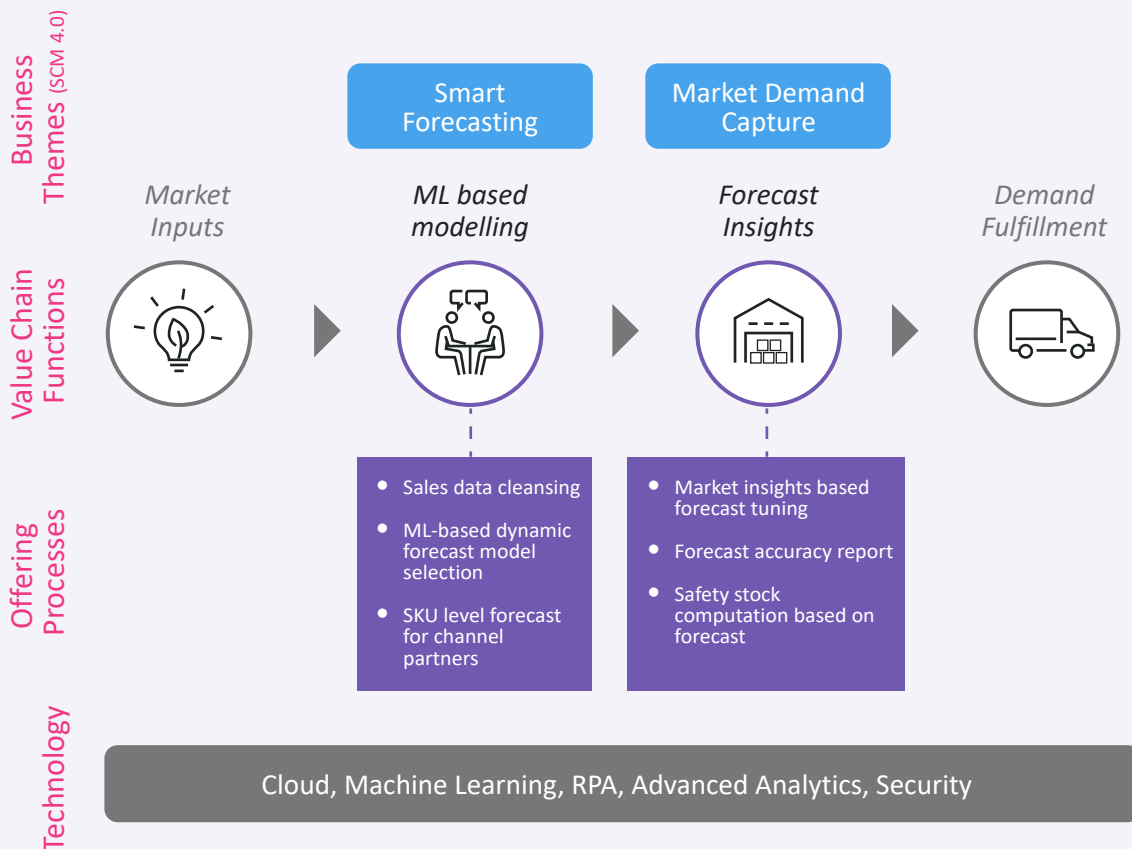 Business
Themes (SCM 4.0)
Smart
Forecasting
Market Demand
Capture
Market
Inputs
ML based
modelling
Forecast
Insights
Demand
Fulfillment
Value Chain
Functions
Offering
Processes
Sales data cleansing
ML-based dynamic
forecast model
selection
SKU level forecast
for channel
partners
Market insights based
forecast tuning
Forecast accuracy report
Safety stock
computation based on
forecast
Technology
Cloud, Machine Learning, RPA, Advanced Analytics, Security